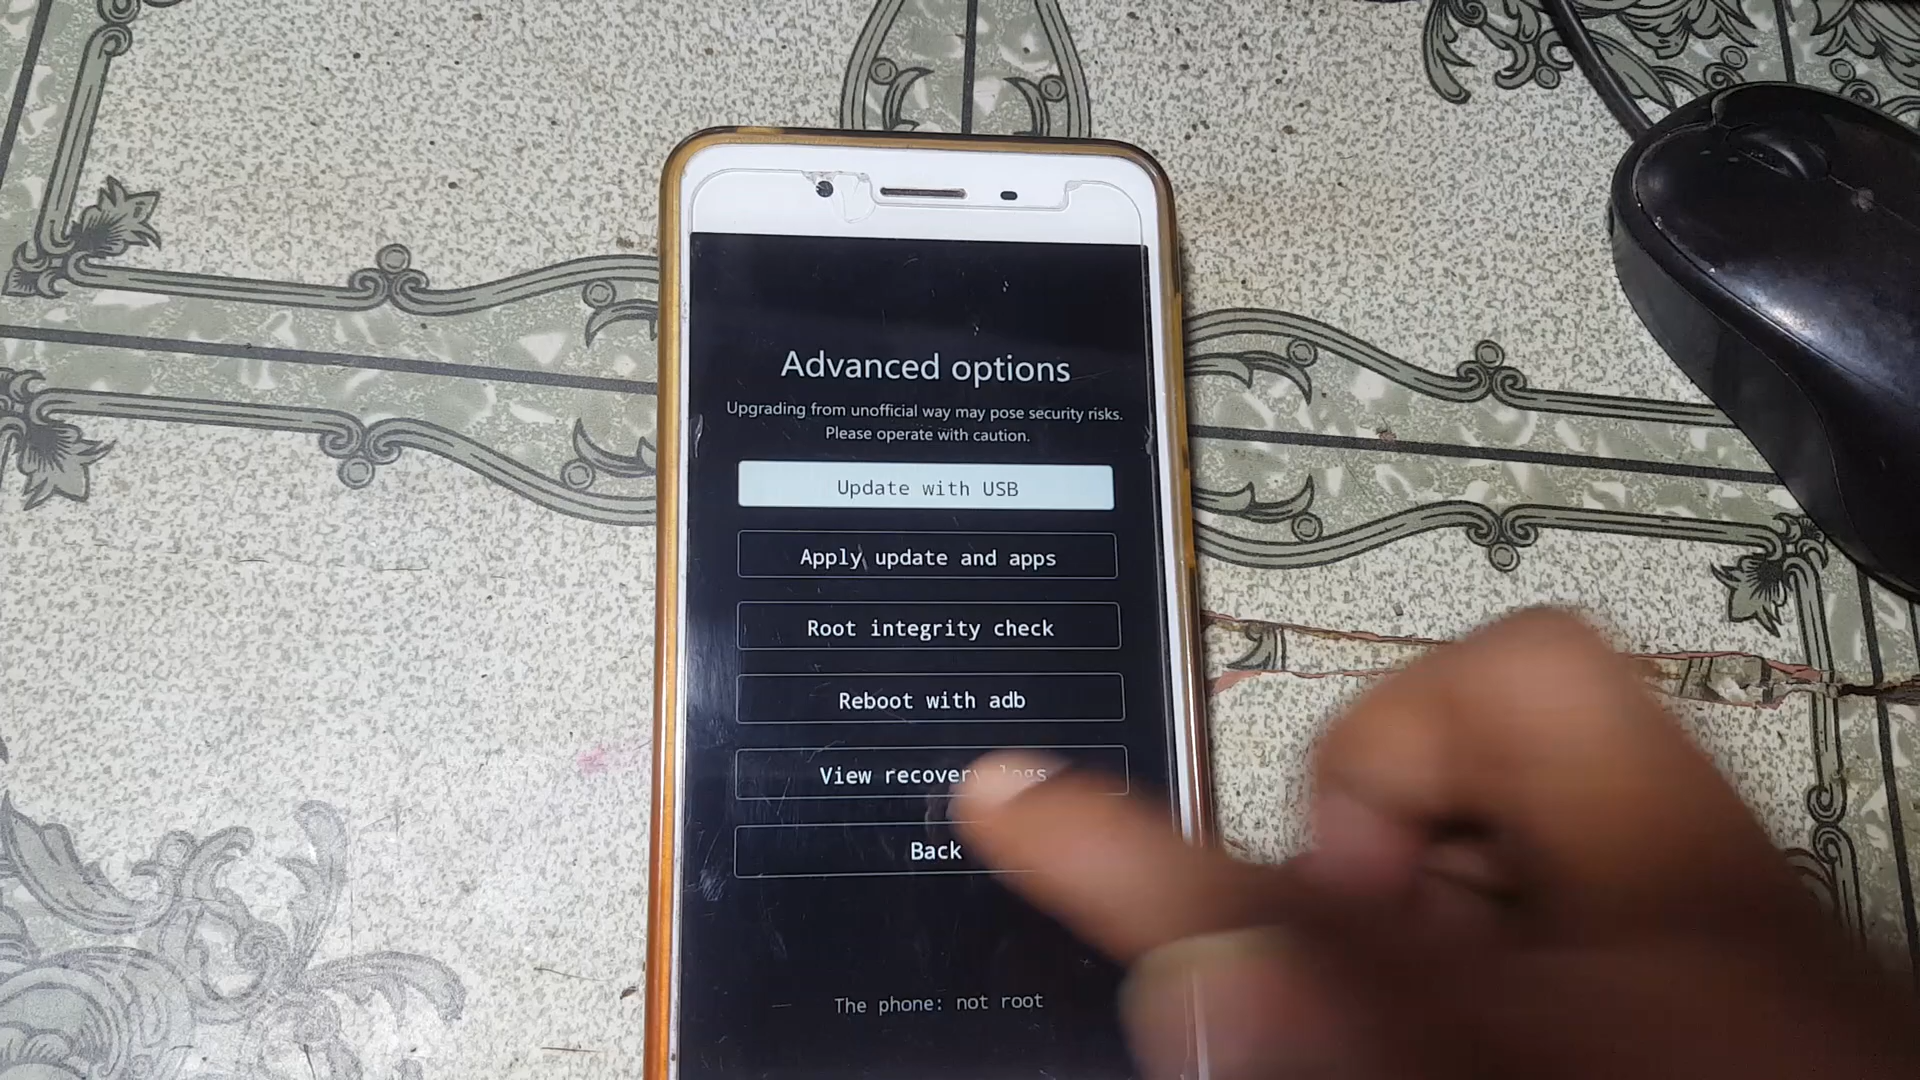 Advanced options
Upgrading from unofficial way may pose security risks.
Please operate with caution.
Update with USB
Apply update and apps
Root integrity check
Reboot with adb
View recovery logs
Back
The phone: not root